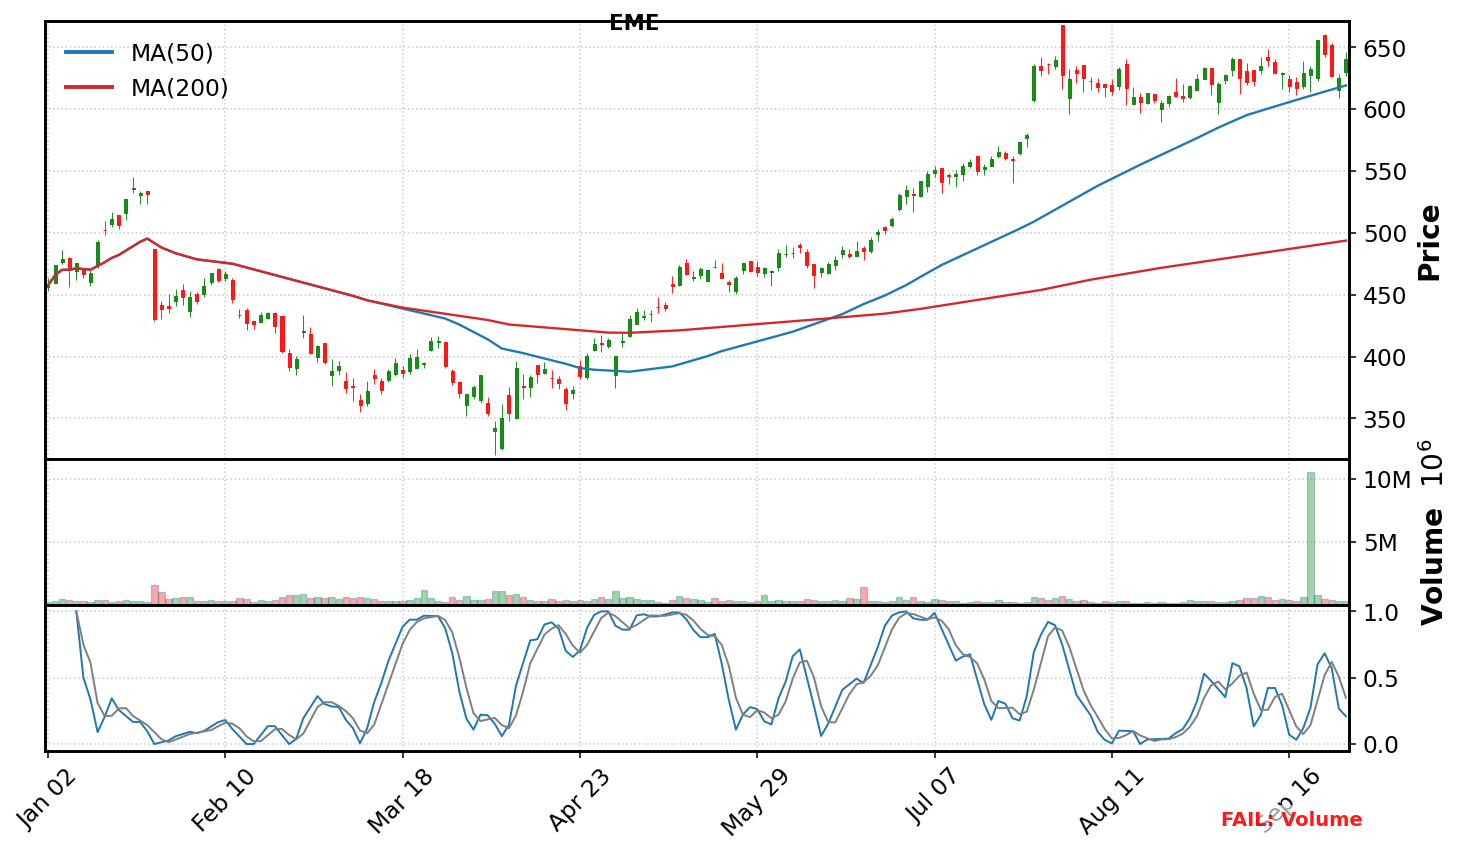 EME
MA(50)
MA(200)
650
600
550
500
450
400
350
Price
10M
5M
Volume 10^6
1.0
0.5
0.0
Jan 02
Feb 10
Mar 18
Apr 23
May 29
Jul 07
Aug 11
Sep 16
FAIL: Volume